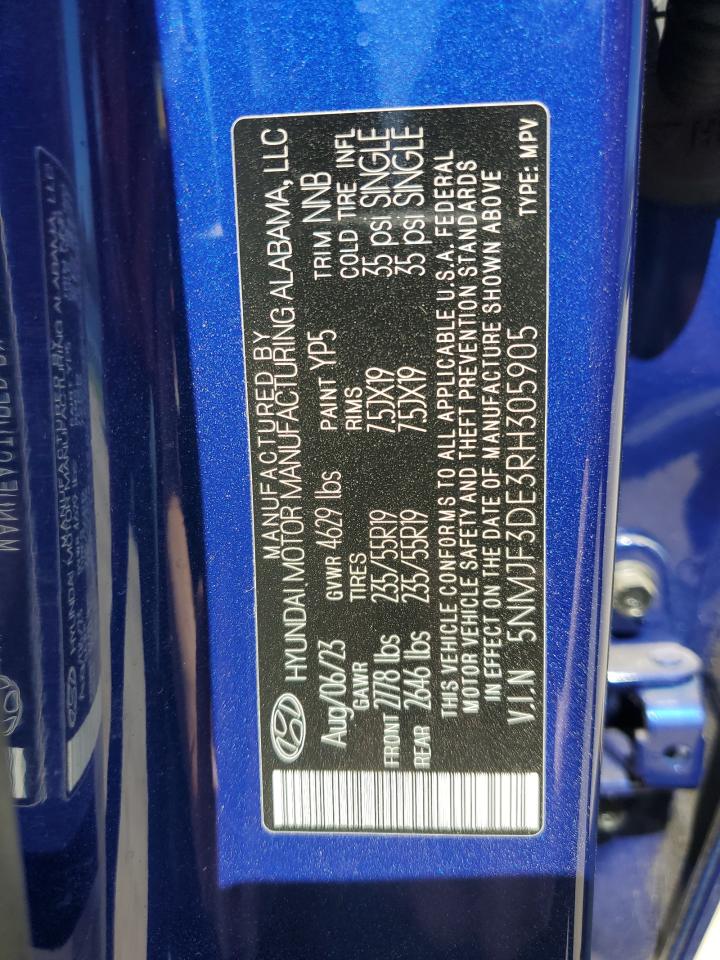 MANUFACTURED BY
HYUNDAI MOTOR MANUFACTURING ALABAMA, LLC
Aug/06/23 GVWR 4629 lbs PAINT YP5 TRIM NNB
GAWR TIRES RIMS COLD TIRE INFL
FRONT 2778 lbs 235/55R19 7.5JX19 35 psi SINGLE
REAR 2646 lbs 235/55R19 7.5JX19 35 psi SINGLE
THIS VEHICLE CONFORMS TO ALL APPLICABLE U.S.A. FEDERAL
MOTOR VEHICLE SAFETY AND THEFT PREVENTION STANDARDS
IN EFFECT ON THE DATE OF MANUFACTURE SHOWN ABOVE
V.I.N 5NMJF3DE3RH305905
TYPE: MPV